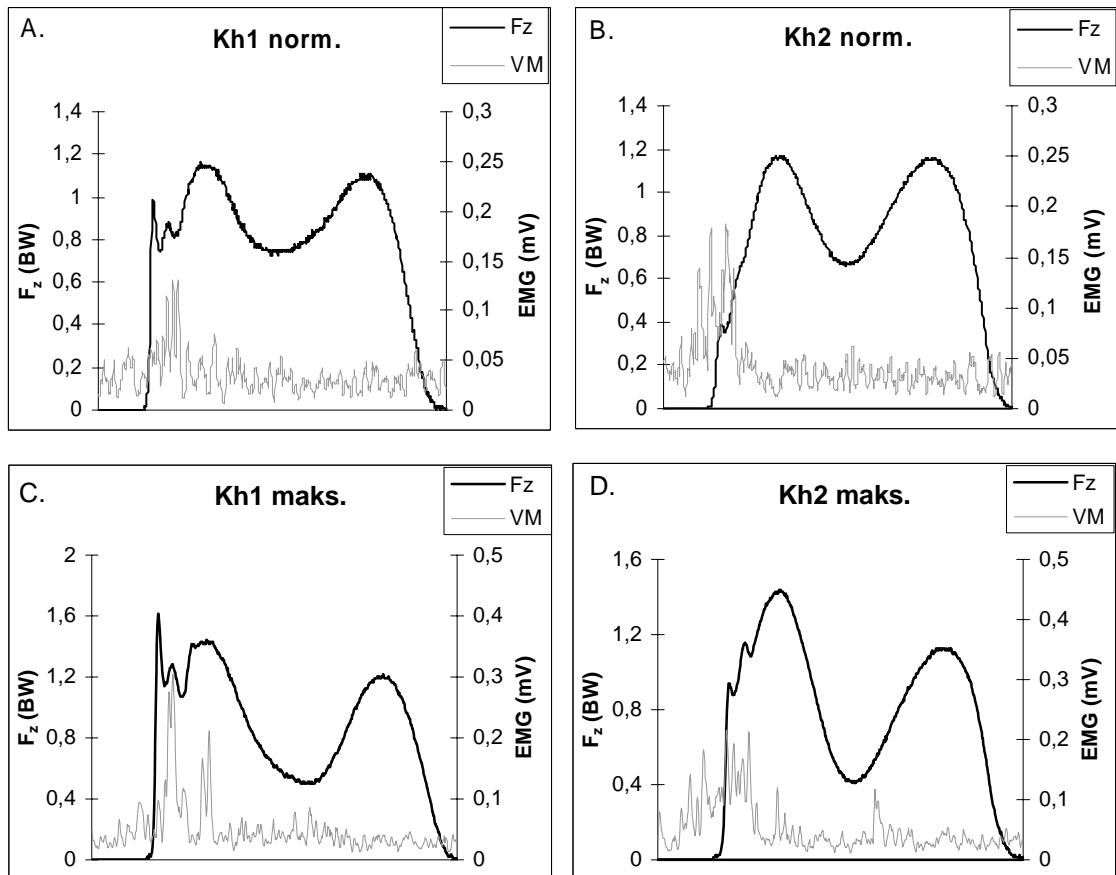 A.
Kh1 norm.
Fz
VM
F_z (BW)
1,4
1,2
1
0,8
0,6
0,4
0,2
0
0,3
0,25
0,2
0,15
0,1
0,05
0
EMG (mV)
B.
Kh2 norm.
Fz
VM
F_z (BW)
1,4
1,2
1
0,8
0,6
0,4
0,2
0
0,3
0,25
0,2
0,15
0,1
0,05
0
EMG (mV)
C.
Kh1 maks.
Fz
VM
F_z (BW)
2
1,6
1,2
0,8
0,4
0
0,5
0,4
0,3
0,2
0,1
0
EMG (mV)
D.
Kh2 maks.
Fz
VM
F_z (BW)
1,6
1,2
0,8
0,4
0
0,5
0,4
0,3
0,2
0,1
0
EMG (mV)